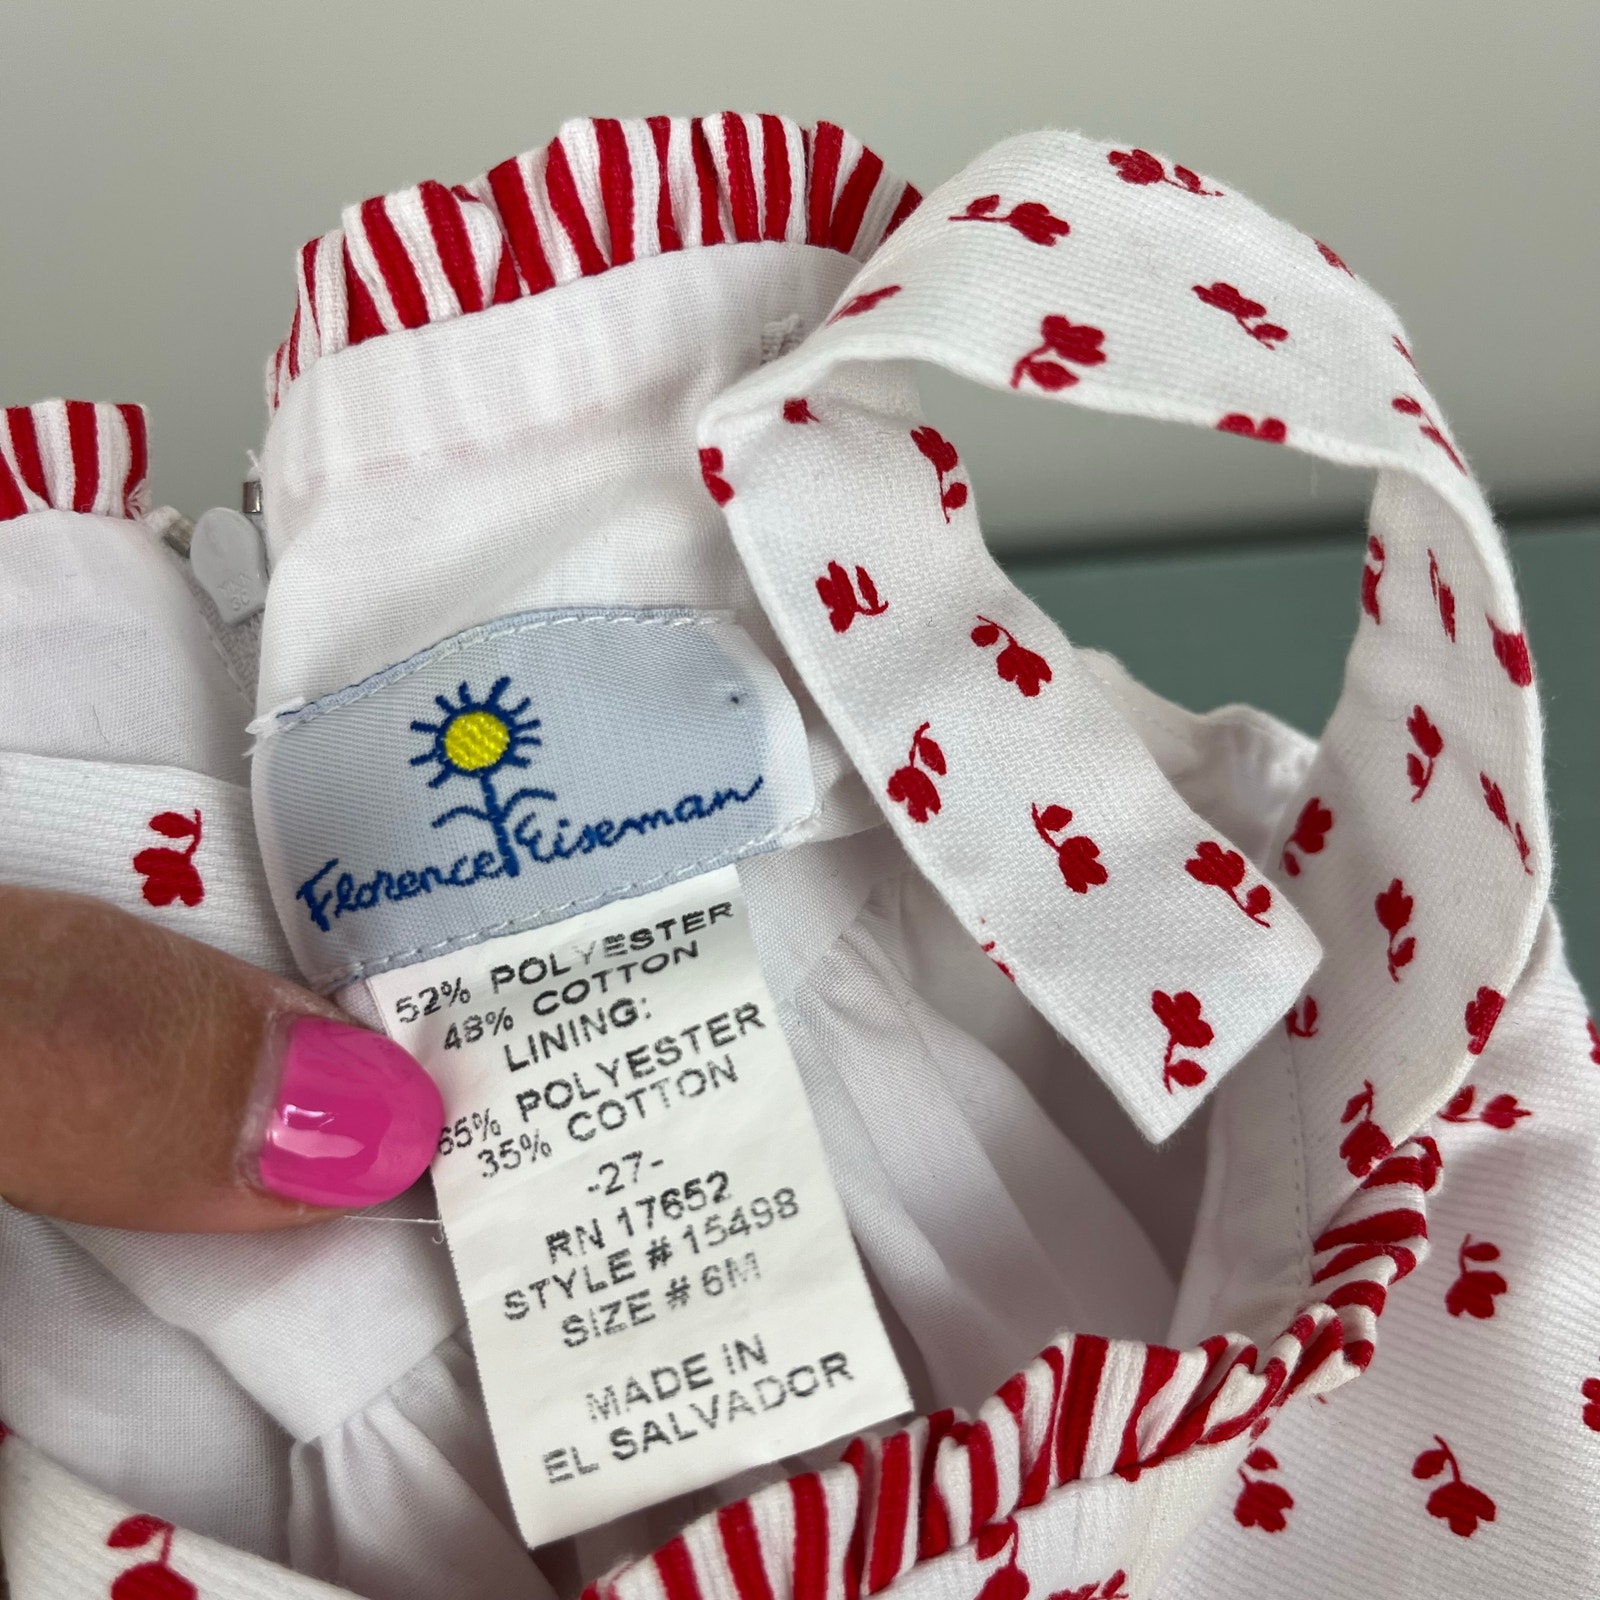 Florence Eiseman
52% POLYESTER
48% COTTON
LINING:
65% POLYESTER
35% COTTON
-27-
RN 17652
STYLE # 15498
SIZE # 6M
MADE IN
EL SALVADOR